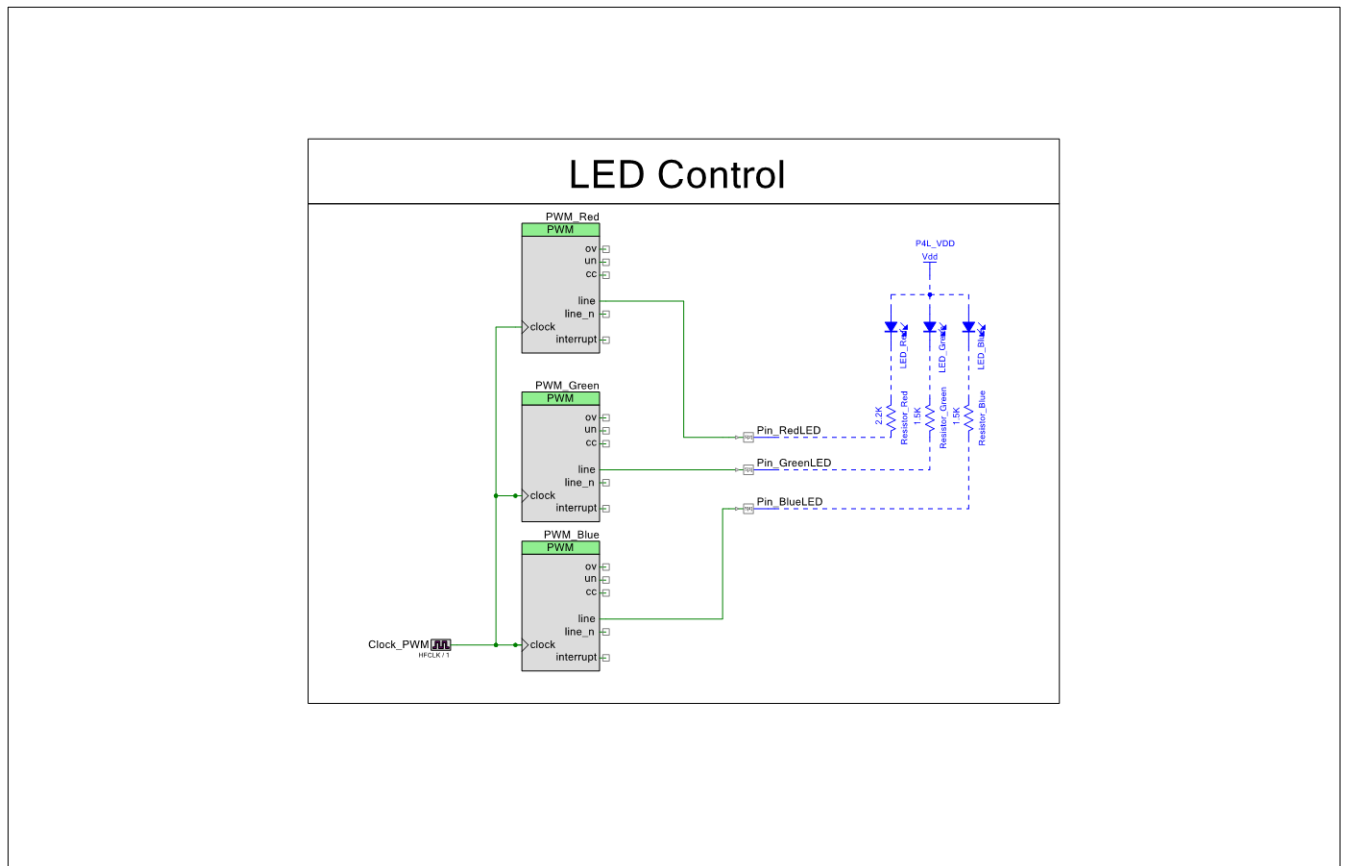 LED Control
PWM_Red
PWM
ov
un
cc
line
line_n
clock
interrupt
PWM_Green
PWM
ov
un
cc
line
line_n
clock
interrupt
PWM_Blue
PWM
ov
un
cc
line
line_n
clock
interrupt
Clock_PWM
HFCLK / 1
Pin_RedLED
Pin_GreenLED
Pin_BlueLED
P4L_VDD
Vdd
LED_Red
LED_Green
LED_Blue
2.2K
Resistor_Red
1.5K
Resistor_Green
1.5K
Resistor_Blue